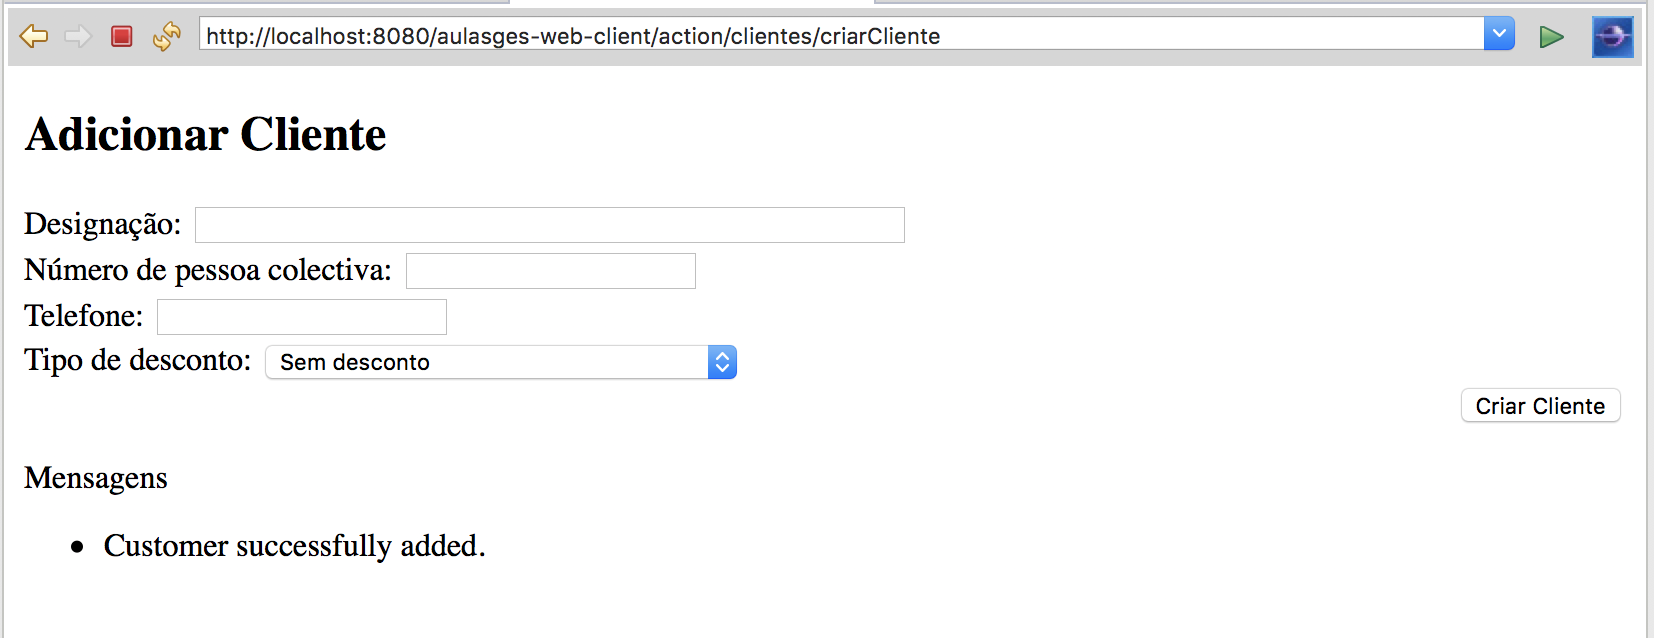 http://localhost:8080/aulasges-web-client/action/clientes/criarCliente
Adicionar Cliente
Designação:
Número de pessoa colectiva:
Telefone:
Tipo de desconto: Sem desconto
Criar Cliente
Mensagens
• Customer successfully added.